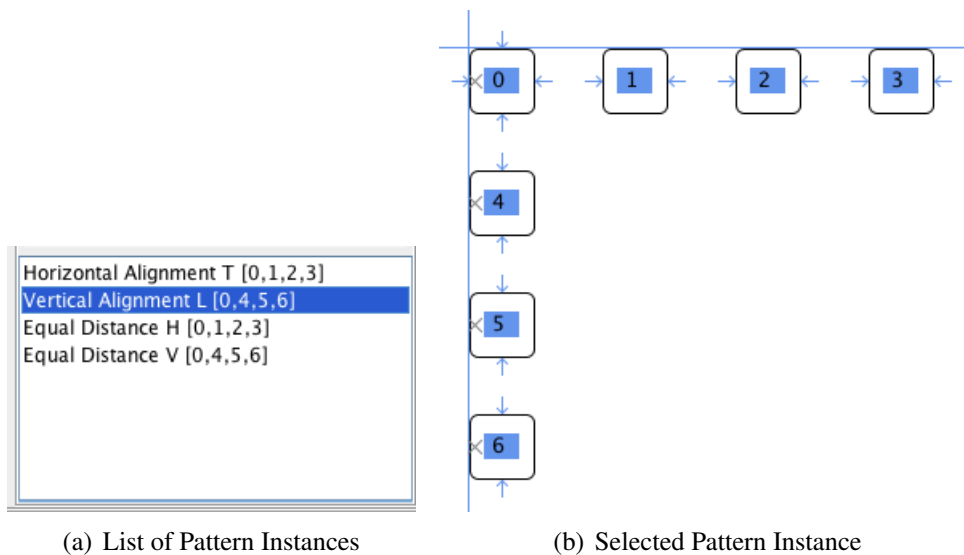 0 1 2 3
4
5
6
Horizontal Alignment T [0,1,2,3]
Vertical Alignment L [0,4,5,6]
Equal Distance H [0,1,2,3]
Equal Distance V [0,4,5,6]
(a) List of Pattern Instances
(b) Selected Pattern Instance